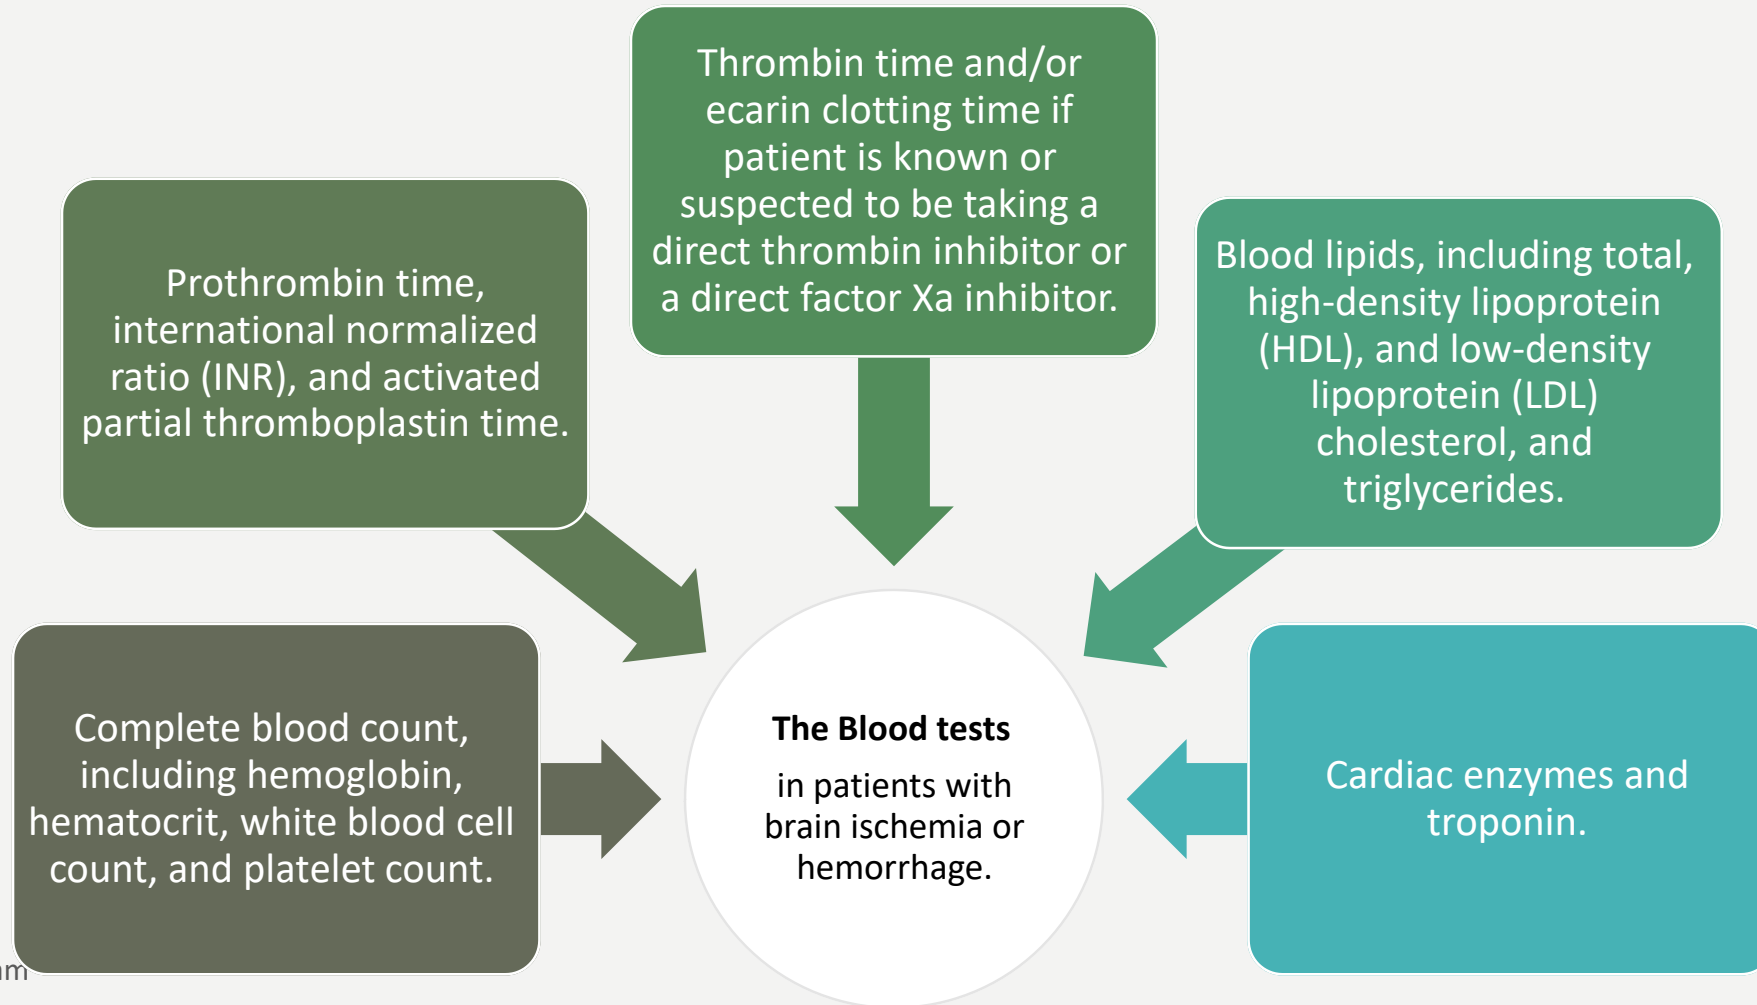 Thrombin time and/or
ecarin clotting time if
patient is known or
suspected to be taking a
direct thrombin inhibitor or
a direct factor Xa inhibitor.
Prothrombin time,
international normalized
ratio (INR), and activated
partial thromboplastin time.
Blood lipids, including total,
high-density lipoprotein
(HDL), and low-density
lipoprotein (LDL)
cholesterol, and
triglycerides.
Complete blood count,
including hemoglobin,
hematocrit, white blood cell
count, and platelet count.
The Blood tests
in patients with
brain ischemia or
hemorrhage.
Cardiac enzymes and
troponin.